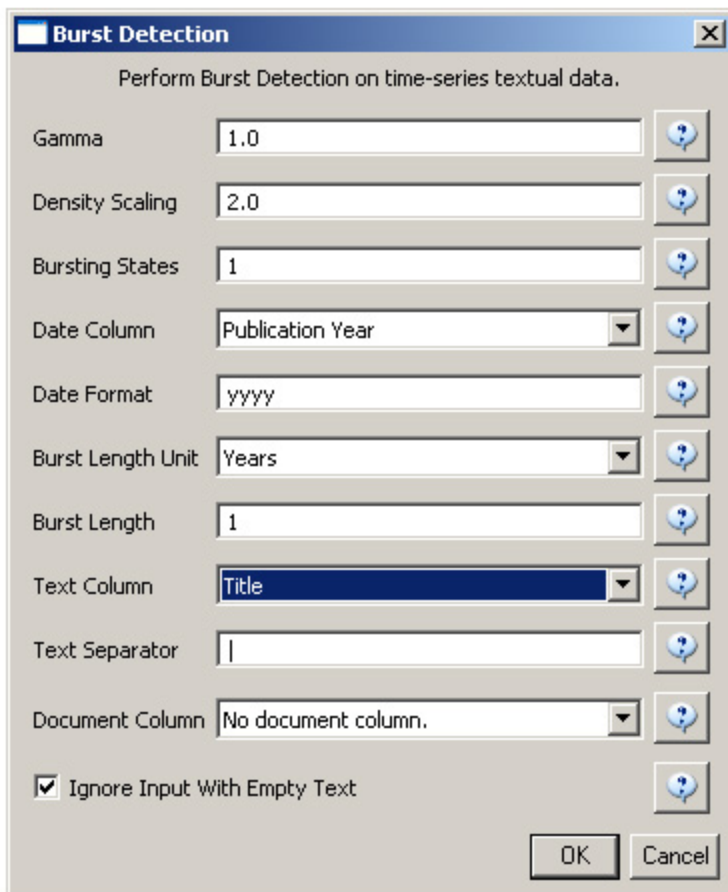 Burst Detection
Perform Burst Detection on time-series textual data.
Gamma 1.0
Density Scaling 2.0
Bursting States 1
Date Column Publication Year
Date Format yyyy
Burst Length Unit Years
Burst Length 1
Text Column Title
Text Separator |
Document Column No document column.
Ignore Input With Empty Text
OK Cancel